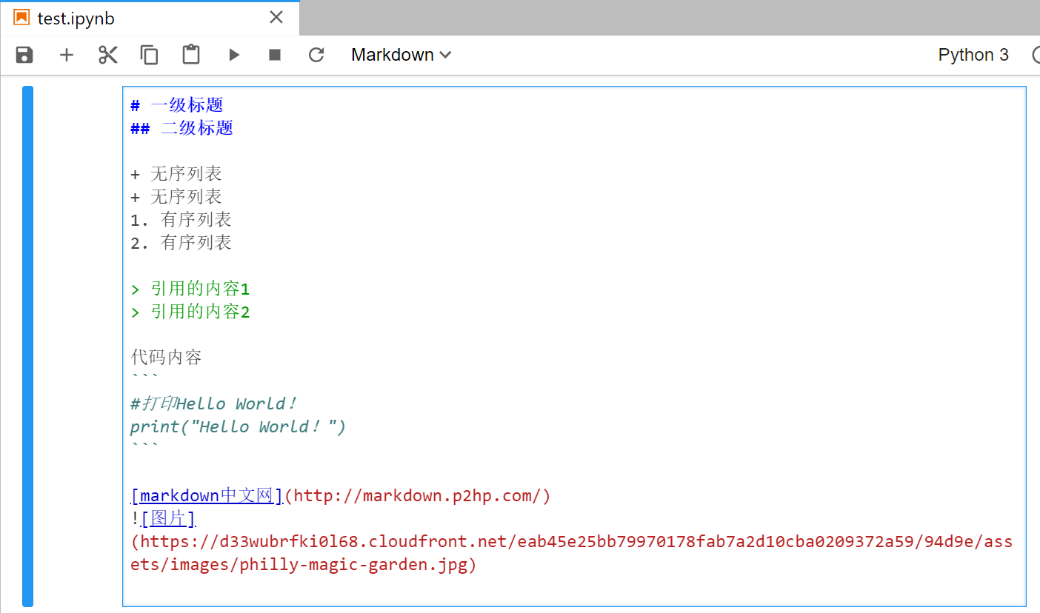 test.ipynb
Markdown
Python 3
# 一级标题
## 二级标题
+ 无序列表
+ 无序列表
1. 有序列表
2. 有序列表
> 引用的内容1
> 引用的内容2
代码内容
```
#打印Hello World！
print("Hello World！")
```
[markdown中文网](http://markdown.p2hp.com/)
![图片]
(https://d33wubrfki0l68.cloudfront.net/eab45e25bb79970178fab7a2d10cba0209372a59/94d9e/ass
ets/images/philly-magic-garden.jpg)